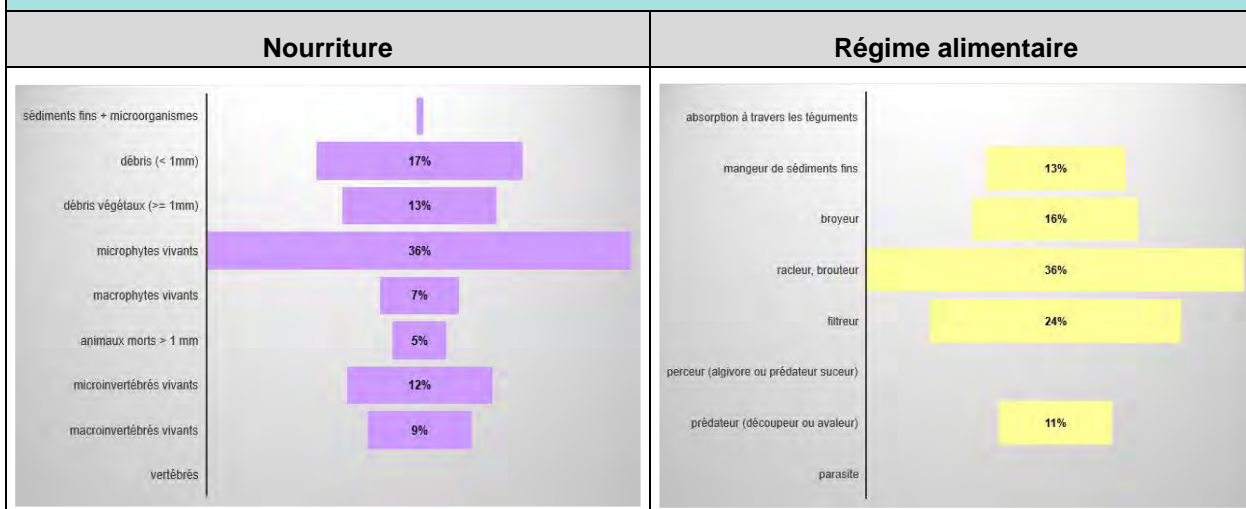 Nourriture
Régime alimentaire
sédiments fins + microorganismes
débris (< 1mm)
17%
débris végétaux (>= 1mm)
13%
microphytes vivants
36%
macrophytes vivants
7%
animaux morts > 1 mm
5%
microinvertébrés vivants
12%
macroinvertébrés vivants
9%
vertébrés
absorption à travers les téguments
mangeur de sédiments fins
13%
broyeur
16%
racleur, brouteur
36%
filtreur
24%
perceur (algivore ou prédateur suceur)
prédateur (découpeur ou avaleur)
11%
parasite